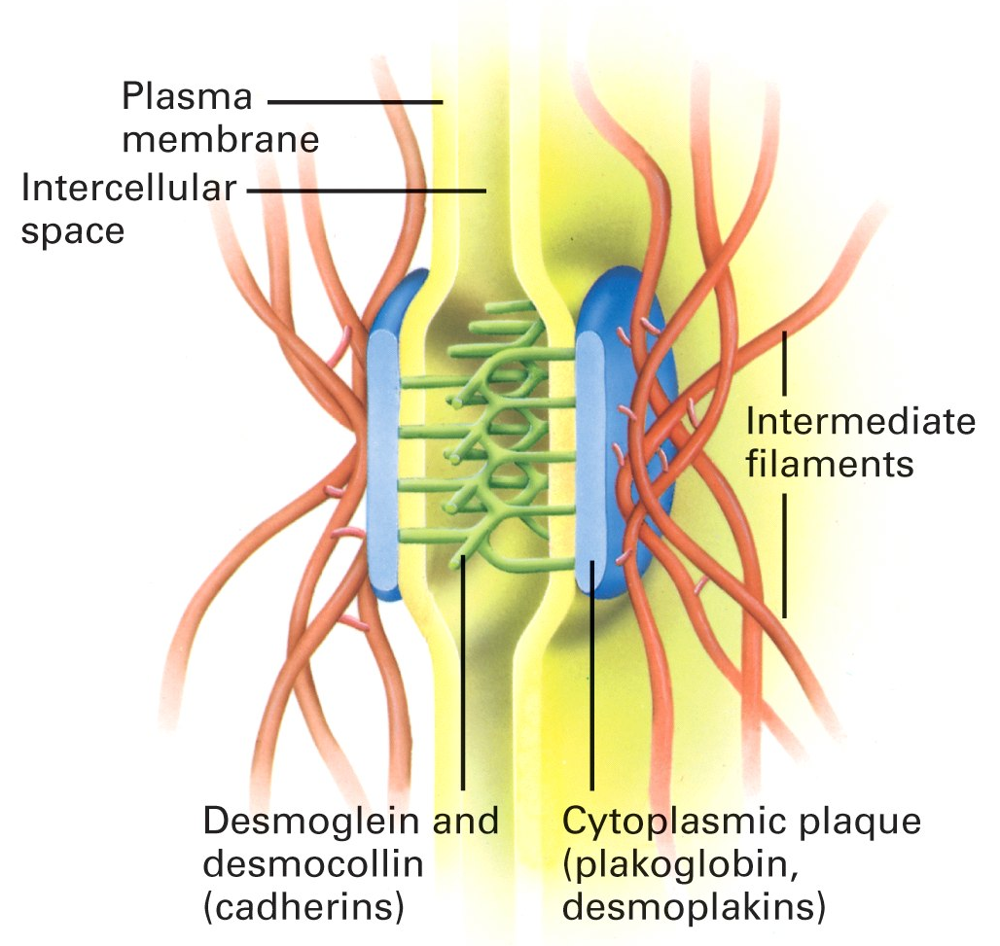 Plasma
membrane
Intercellular
space
Intermediate
filaments
Desmoglein and
desmocollin
(cadherins)
Cytoplasmic plaque
(plakoglobin,
desmoplakins)